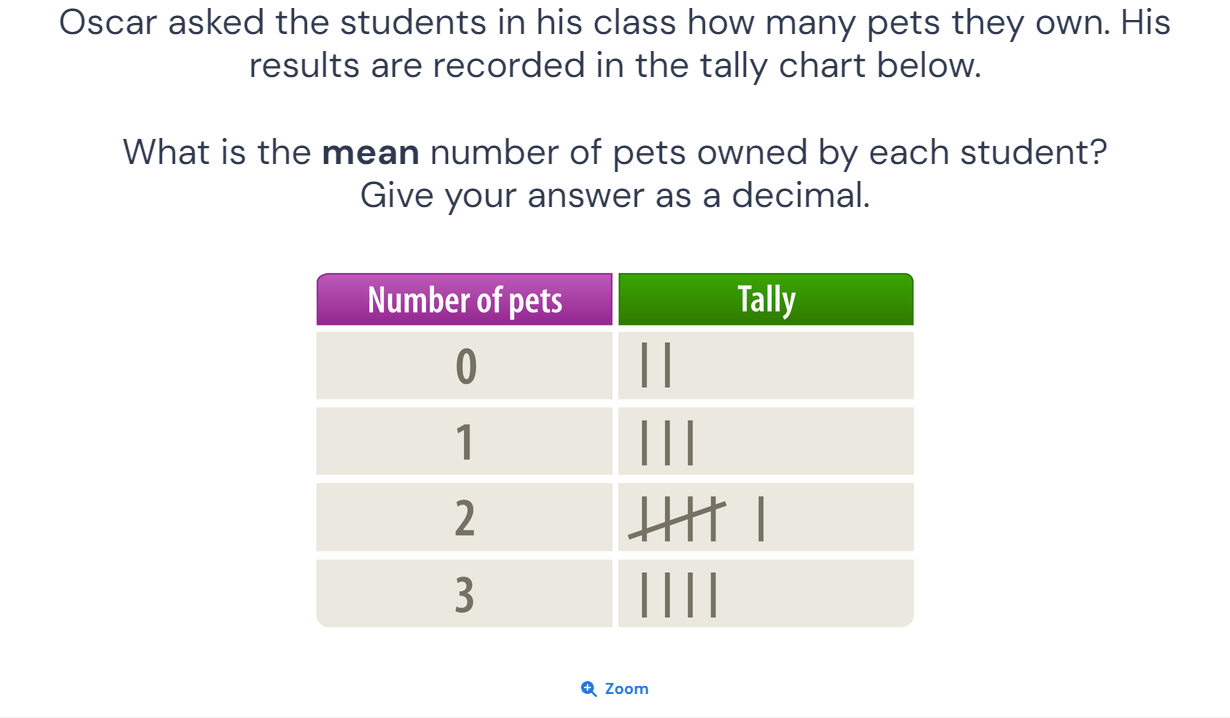 Oscar asked the students in his class how many pets they own. His
results are recorded in the tally chart below.
What is the mean number of pets owned by each student?
Give your answer as a decimal.
Number of pets Tally
0
1
2
3
Zoom